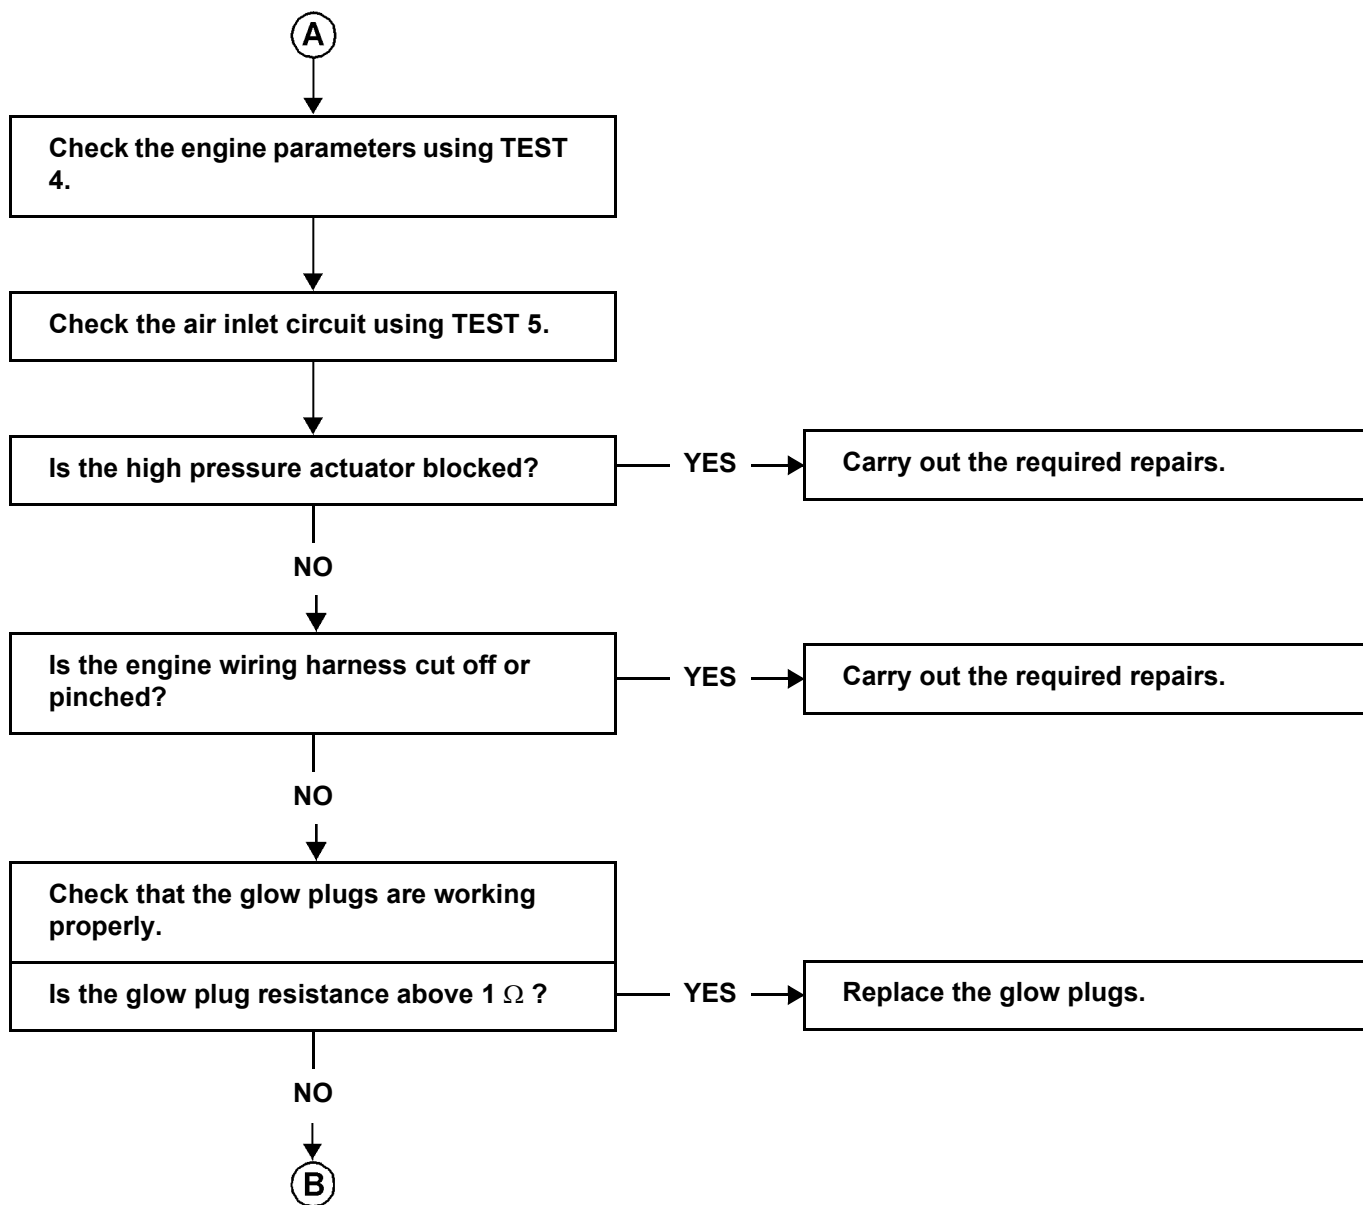 A
Check the engine parameters using TEST
4.
Check the air inlet circuit using TEST 5.
Is the high pressure actuator blocked?
YES
Carry out the required repairs.
NO
Is the engine wiring harness cut off or
pinched?
YES
Carry out the required repairs.
NO
Check that the glow plugs are working
properly.
Is the glow plug resistance above 1 Ω ?
YES
Replace the glow plugs.
NO
B